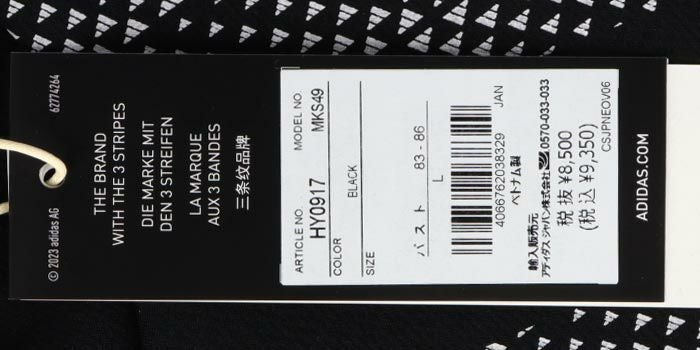 62774264
THE BRAND
WITH THE 3 STRIPES
DIE MARKE MIT
DEN 3 STREIFEN
LA MARQUE
AUX 3 BANDES
三条纹品牌
© 2023 adidas AG
ARTICLE NO. MODEL NO.
HY0917 MKS49
COLOR
BLACK
SIZE
バスト 83 - 86
L
JAN
4066762038329
ベトナム製
輸入販売元
アディダス ジャパン株式会社 0570-033-033
税 抜 ¥8,500
(税 込 ¥9,350)
CSJPNEOV06
ADIDAS.COM